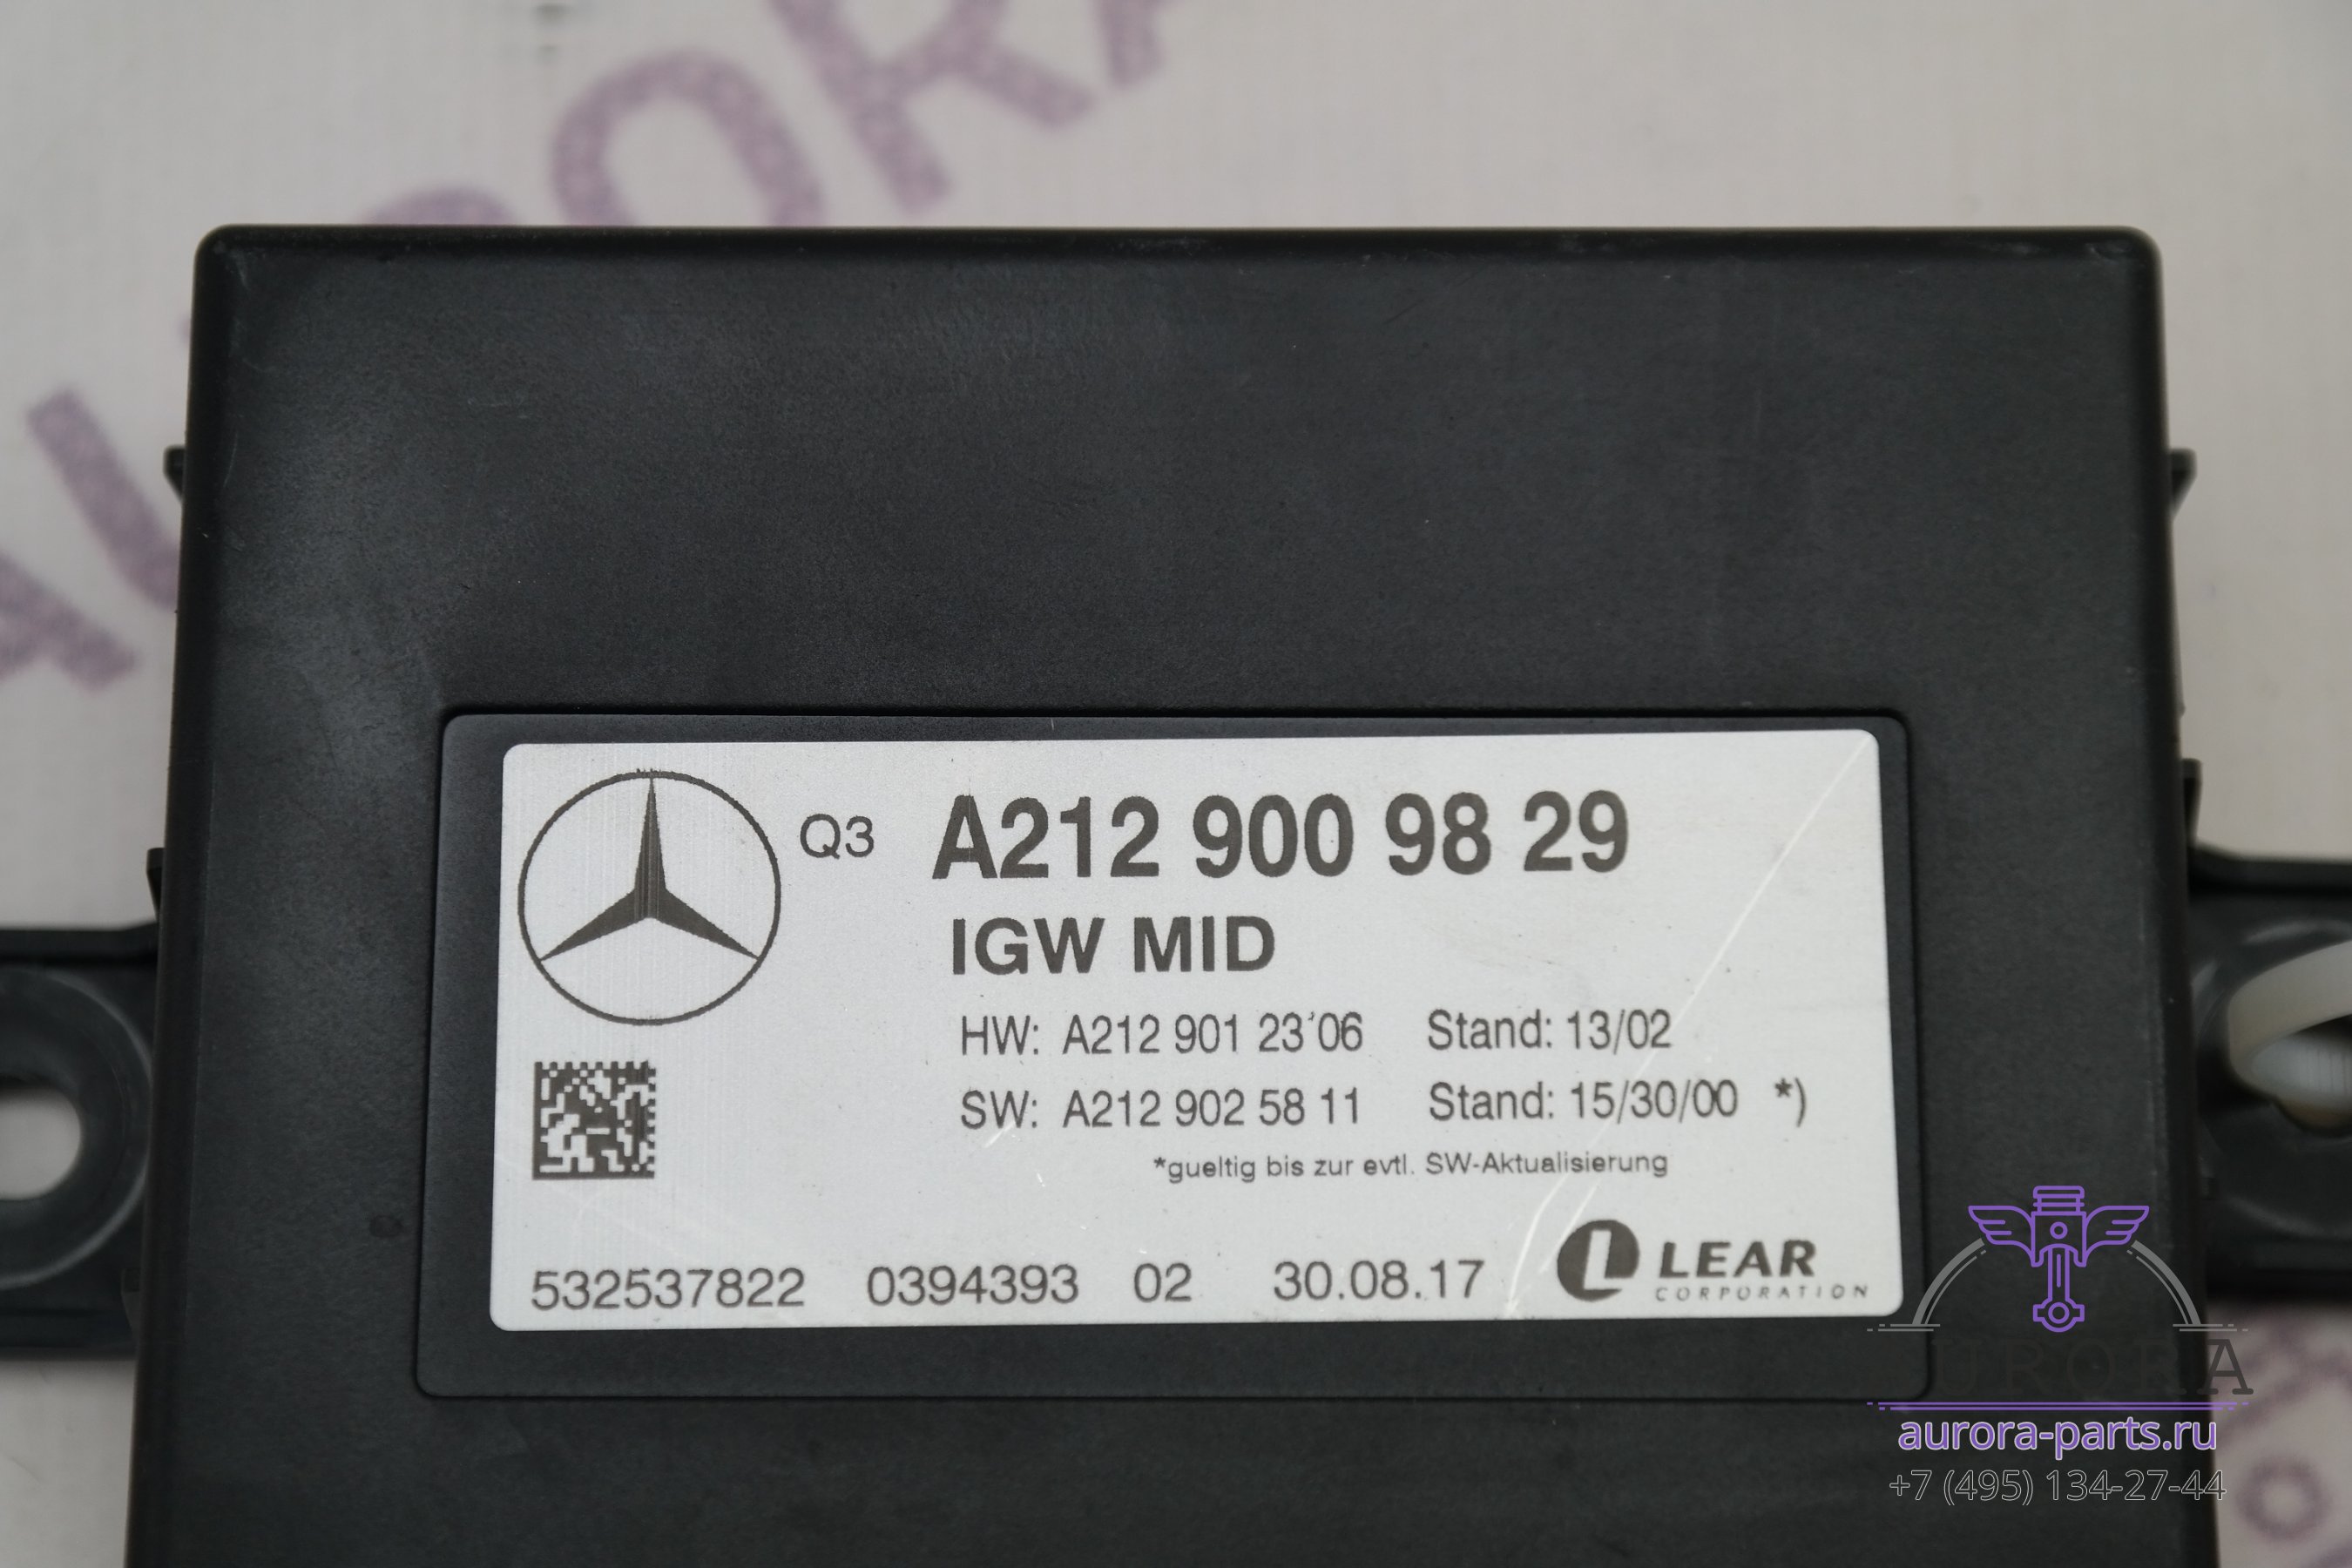 AURORA
Q3 A212 900 98 29
IGW MID
HW: A212 901 23 06 Stand: 13/02
SW: A212 902 58 11 Stand: 15/30/00 *)
*gueltig bis zur evtl. SW-Aktualisierung
532537822 0394393 02 30.08.17 LEAR
CORPORATION
AURORA
aurora-parts.ru
+7 (495) 134-27-44